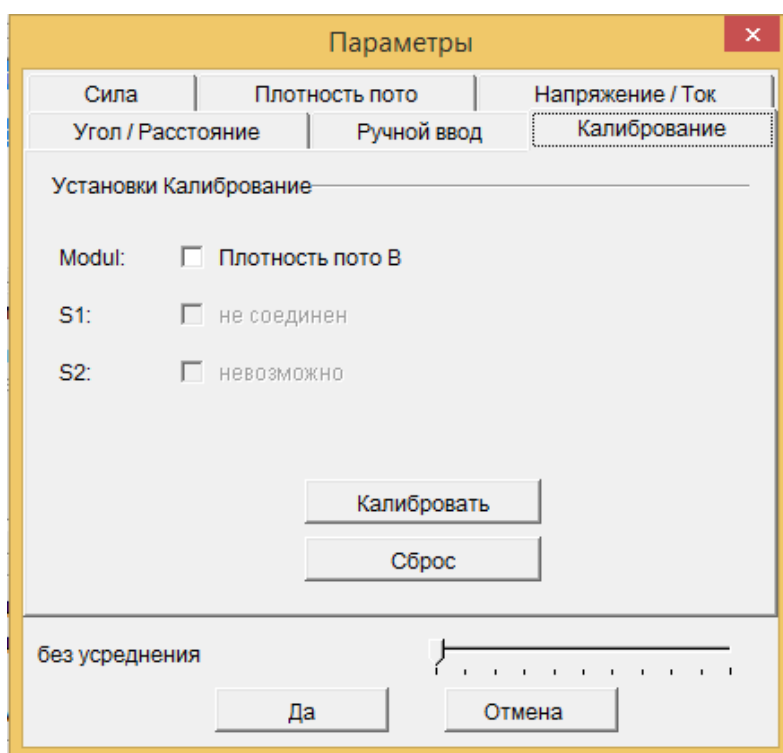 Параметры
Сила Плотность пото Напряжение / Ток
Угол / Расстояние Ручной ввод Калибрование
Установки Калибрование
Modul: Плотность пото В
S1: не соединен
S2: невозможно
Калибровать
Сброс
без усреднения
Да Отмена